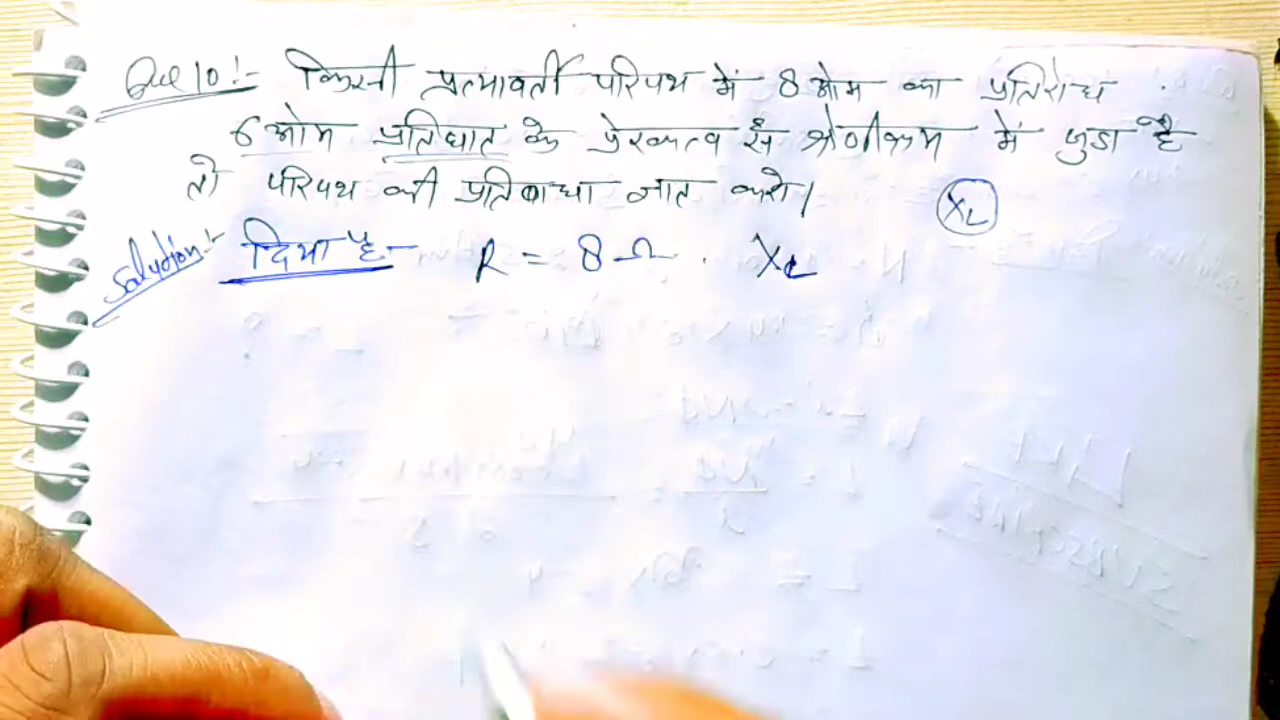 Que 10:- किसी प्रत्यावर्ती परिपथ में 8 ओम का प्रतिरोध
6 ओम प्रतिघात के प्रेरकत्व से श्रेणीक्रम में जुडा है
तो परिपथ की प्रतिबाधा ज्ञात करो।
XL
Solution:- दिया है- R = 8Ω . XL